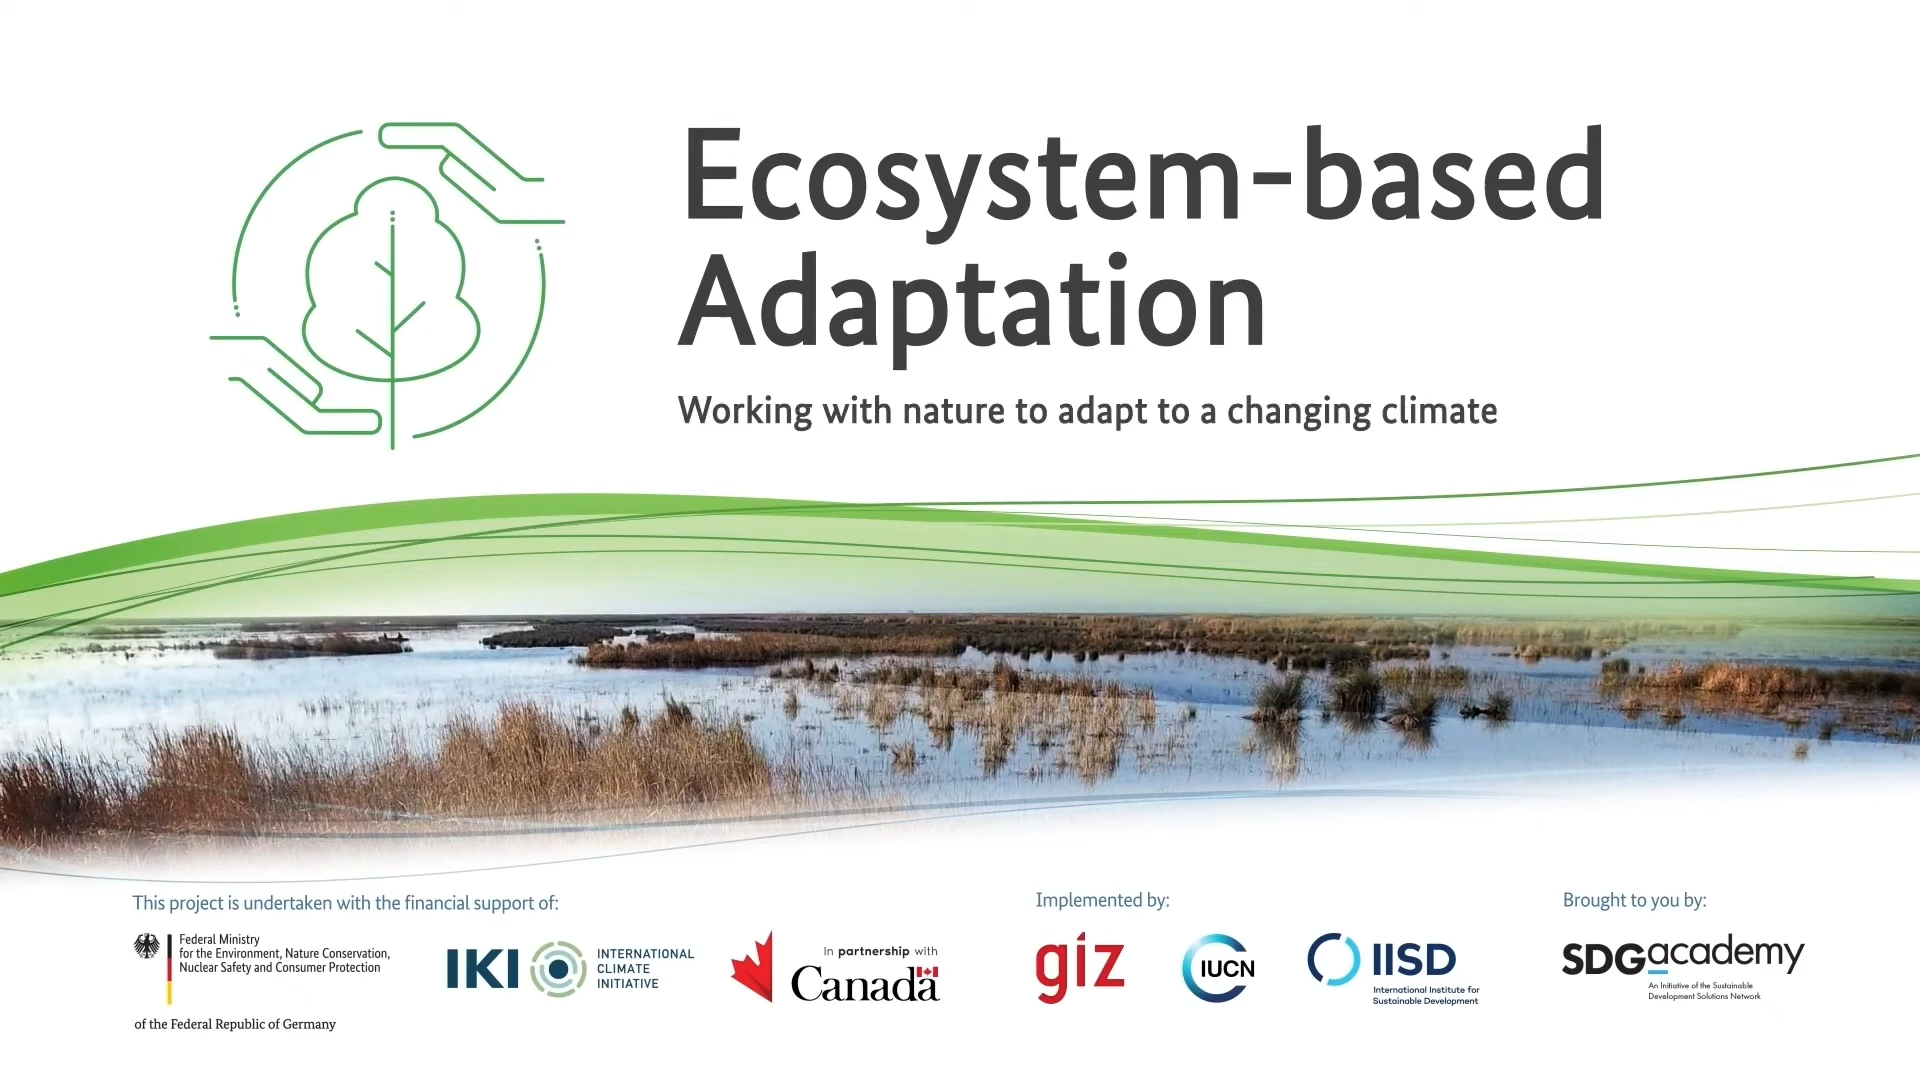 Ecosystem-based
Adaptation
Working with nature to adapt to a changing climate
This project is undertaken with the financial support of:
Federal Ministry
for the Environment, Nature Conservation,
Nuclear Safety and Consumer Protection
of the Federal Republic of Germany
IKI
INTERNATIONAL
CLIMATE
INITIATIVE
In partnership with
Canada
Implemented by:
giz
IUCN
IISD
International Institute for
Sustainable Development
Brought to you by:
SDGacademy
An Initiative of the Sustainable
Development Solutions Network